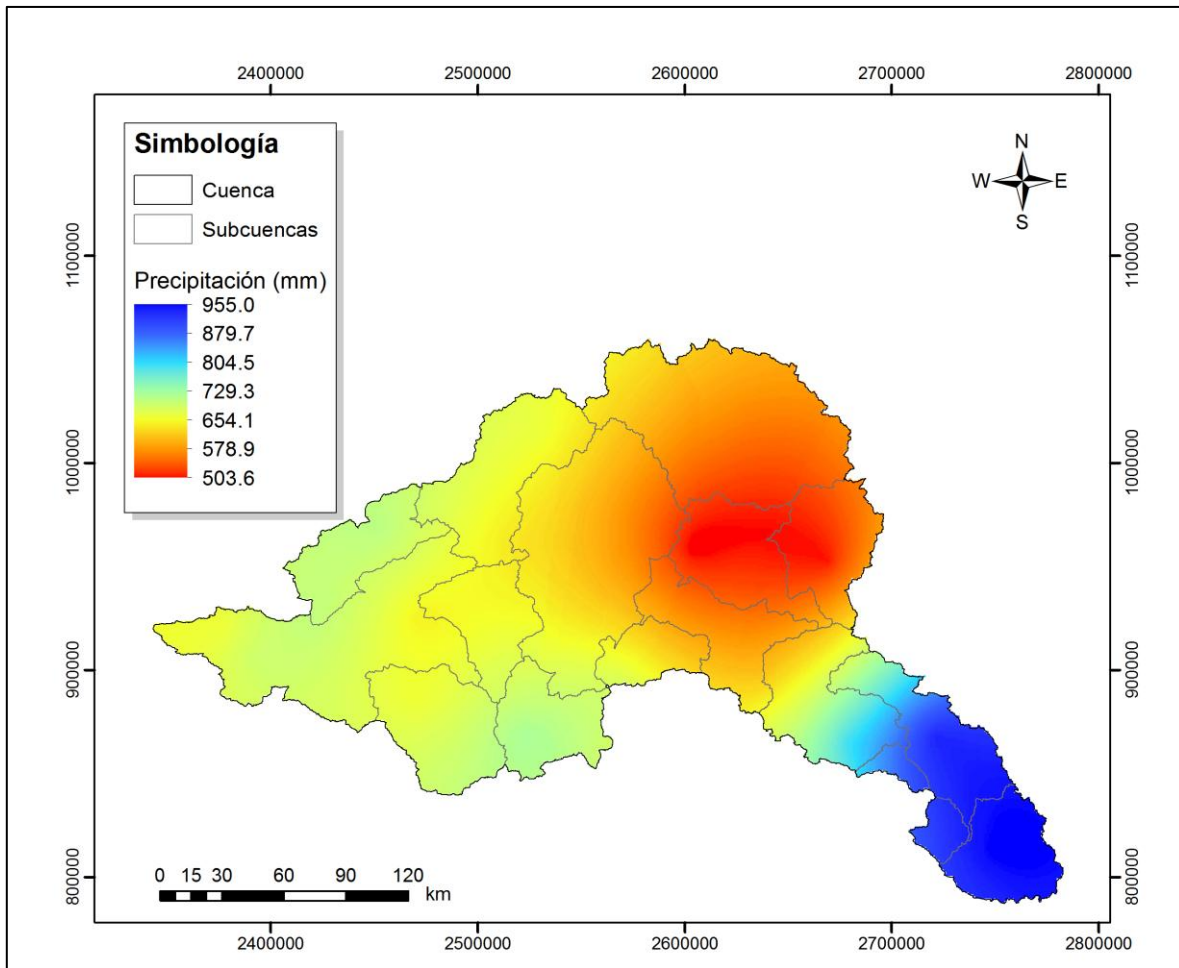 2400000 2500000 2600000 2700000 2800000
Simbología
Cuenca
Subcuencas
Precipitación (mm)
955.0
879.7
804.5
729.3
654.1
578.9
503.6
N
W E
S
1100000 1100000
1000000 1000000
900000 900000
800000 800000
0 15 30 60 90 120
km
2400000 2500000 2600000 2700000 2800000